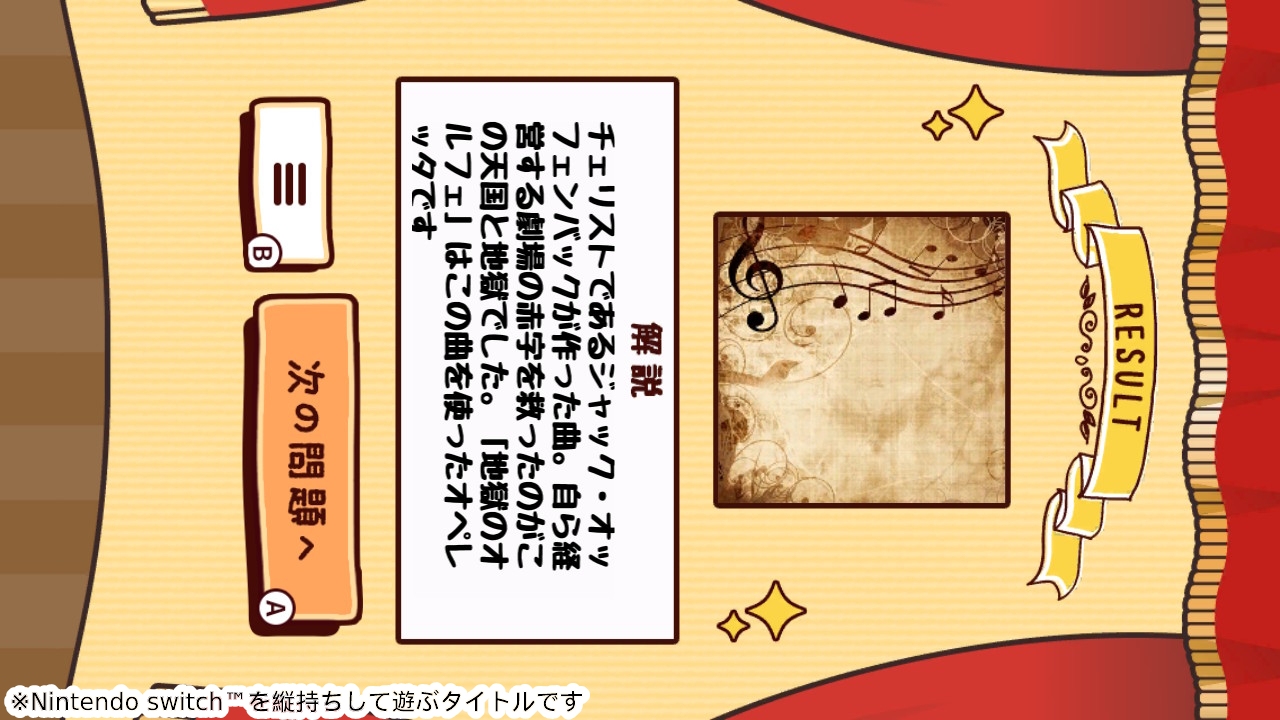 RESULT
解説
チェリストであるジャック・オッ
フェンバックが作った曲。自ら経
営する劇場の赤字を救ったのがこ
の天国と地獄でした。「地獄のオ
ルフェ」はこの曲を使ったオペレ
ッタです
B
次の問題へ
A
※Nintendo switch™を縦持ちして遊ぶタイトルです